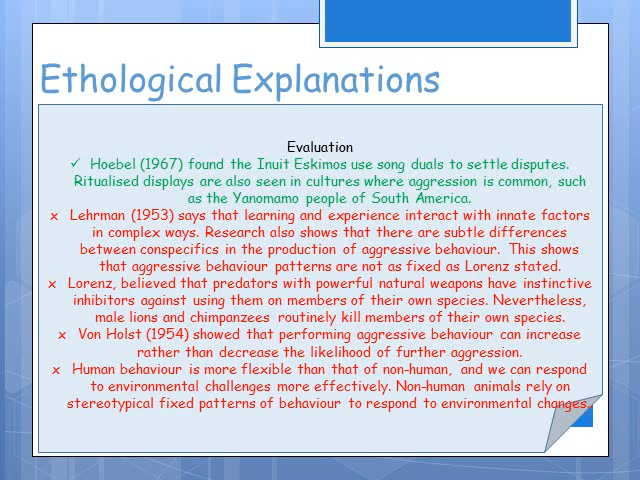 Ethological Explanations
Evaluation
✓ Hoebel (1967) found the Inuit Eskimos use song duals to settle disputes.
Ritualised displays are also seen in cultures where aggression is common, such
as the Yanomamo people of South America.
x Lehrman (1953) says that learning and experience interact with innate factors
in complex ways. Research also shows that there are subtle differences
between conspecifics in the production of aggressive behaviour. This shows
that aggressive behaviour patterns are not as fixed as Lorenz stated.
x Lorenz, believed that predators with powerful natural weapons have instinctive
inhibitors against using them on members of their own species. Nevertheless,
male lions and chimpanzees routinely kill members of their own species.
x Von Holst (1954) showed that performing aggressive behaviour can increase
rather than decrease the likelihood of further aggression.
x Human behaviour is more flexible than that of non-human, and we can respond
to environmental challenges more effectively. Non-human animals rely on
stereotypical fixed patterns of behaviour to respond to environmental changes.